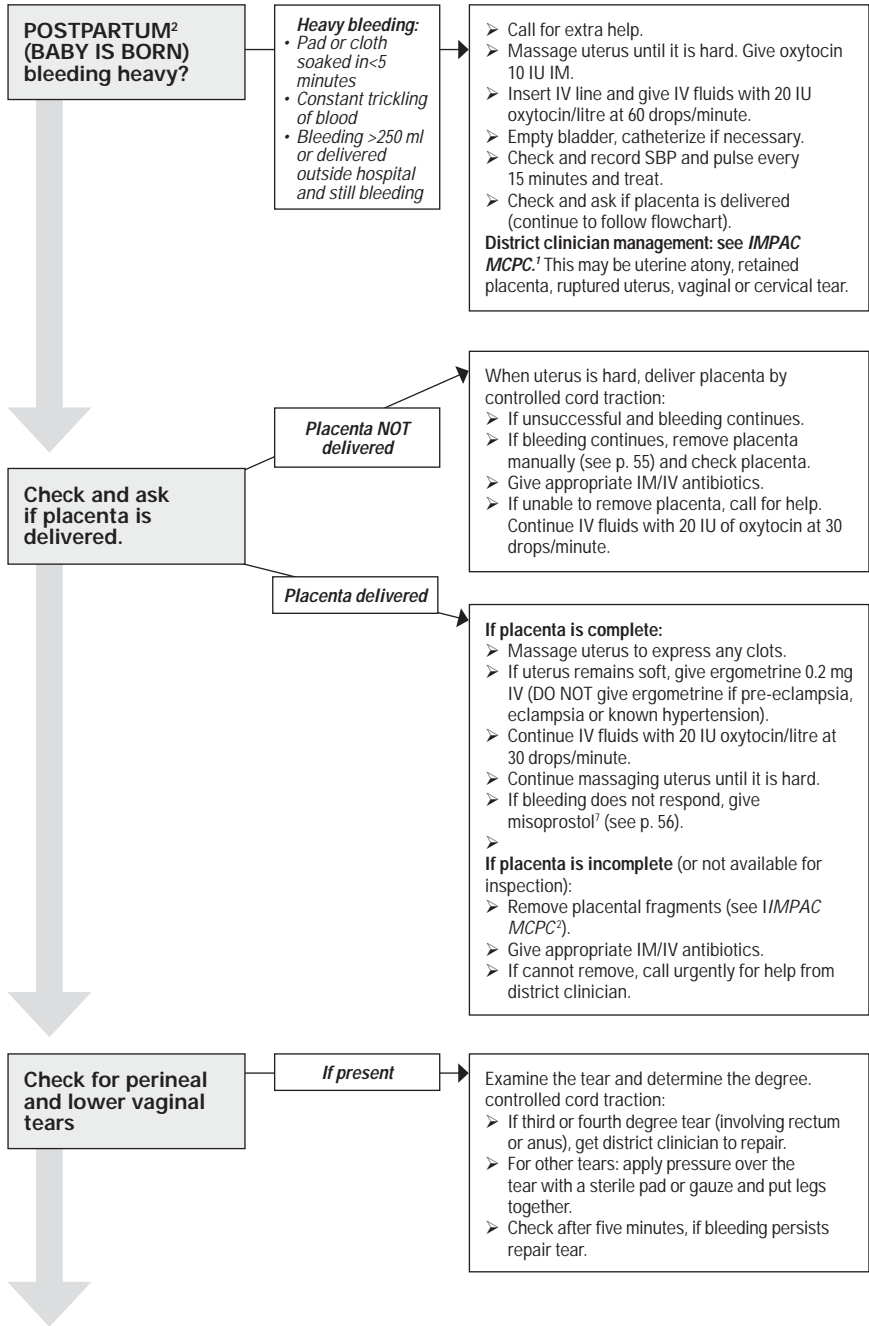 POSTPARTUM²
(BABY IS BORN)
bleeding heavy?
Heavy bleeding:
• Pad or cloth
soaked in<5
minutes
• Constant trickling
of blood
• Bleeding >250 ml
or delivered
outside hospital
and still bleeding
➢ Call for extra help.
➢ Massage uterus until it is hard. Give oxytocin
10 IU IM.
➢ Insert IV line and give IV fluids with 20 IU
oxytocin/litre at 60 drops/minute.
➢ Empty bladder, catheterize if necessary.
➢ Check and record SBP and pulse every
15 minutes and treat.
➢ Check and ask if placenta is delivered
(continue to follow flowchart).
District clinician management: see IMPAC
MCPC.¹ This may be uterine atony, retained
placenta, ruptured uterus, vaginal or cervical tear.
Check and ask
if placenta is
delivered.
Placenta NOT
delivered
When uterus is hard, deliver placenta by
controlled cord traction:
➢ If unsuccessful and bleeding continues.
➢ If bleeding continues, remove placenta
manually (see p. 55) and check placenta.
➢ Give appropriate IM/IV antibiotics.
➢ If unable to remove placenta, call for help.
Continue IV fluids with 20 IU of oxytocin at 30
drops/minute.
Placenta delivered
If placenta is complete:
➢ Massage uterus to express any clots.
➢ If uterus remains soft, give ergometrine 0.2 mg
IV (DO NOT give ergometrine if pre-eclampsia,
eclampsia or known hypertension).
➢ Continue IV fluids with 20 IU oxytocin/litre at
30 drops/minute.
➢ Continue massaging uterus until it is hard.
➢ If bleeding does not respond, give
misoprostol⁷ (see p. 56).
➢
If placenta is incomplete (or not available for
inspection):
➢ Remove placental fragments (see IIMPAC
MCPC²).
➢ Give appropriate IM/IV antibiotics.
➢ If cannot remove, call urgently for help from
district clinician.
Check for perineal
and lower vaginal
tears
If present
Examine the tear and determine the degree.
controlled cord traction:
➢ If third or fourth degree tear (involving rectum
or anus), get district clinician to repair.
➢ For other tears: apply pressure over the
tear with a sterile pad or gauze and put legs
together.
➢ Check after five minutes, if bleeding persists
repair tear.